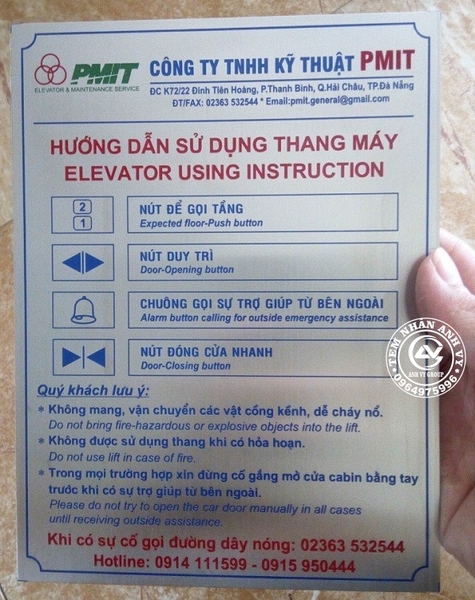 PMIT
ELEVATOR & MAINTENANCE SERVICE
CÔNG TY TNHH KỸ THUẬT PMIT
ĐC K72/22 Đinh Tiên Hoàng, P.Thanh Bình, Q.Hải Châu, TP.Đà Nẵng
ĐT/FAX: 02363 532544 * Email:pmit.general@gmail.com
HƯỚNG DẪN SỬ DỤNG THANG MÁY
ELEVATOR USING INSTRUCTION
2
1
NÚT ĐỂ GỌI TẦNG
Expected floor-Push button
NÚT DUY TRÌ
Door-Opening button
CHUÔNG GỌI SỰ TRỢ GIÚP TỪ BÊN NGOÀI
Alarm button calling for outside emergency assistance
NÚT ĐÓNG CỬA NHANH
Door-Closing button
Quý khách lưu ý:
* Không mang, vận chuyển các vật cồng kềnh, dễ cháy nổ.
Do not bring fire-hazardous or explosive objects into the lift.
* Không được sử dụng thang khi có hỏa hoạn.
Do not use lift in case of fire.
* Trong mọi trường hợp xin đừng cố gắng mở cửa cabin bằng tay
trước khi có sự trợ giúp từ bên ngoài.
Please do not try to open the car door manually in all cases
until receiving outside assistance.
Khi có sự cố gọi đường dây nóng: 02363 532544
Hotline: 0914 111599 - 0915 950444
TEM NHAN ANH VY
ANH VY GROUP
0964975996